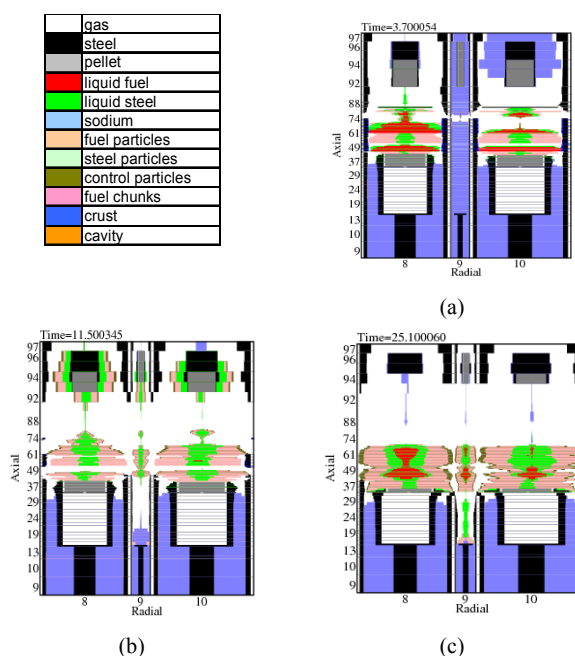 gas
steel
pellet
liquid fuel
liquid steel
sodium
fuel particles
steel particles
control particles
fuel chunks
crust
cavity
Time=3.700054
97
96
94
92
88
74
61
49
37
34
29
24
19
13
9
Axial
8 9 10
Radial
(a)
Time=11.500345
97
96
94
92
88
74
61
49
37
34
29
24
19
13
9
Axial
8 9 10
Radial
(b)
Time=25.100060
97
96
94
92
88
74
61
49
37
34
29
24
19
13
9
Axial
8 9 10
Radial
(c)